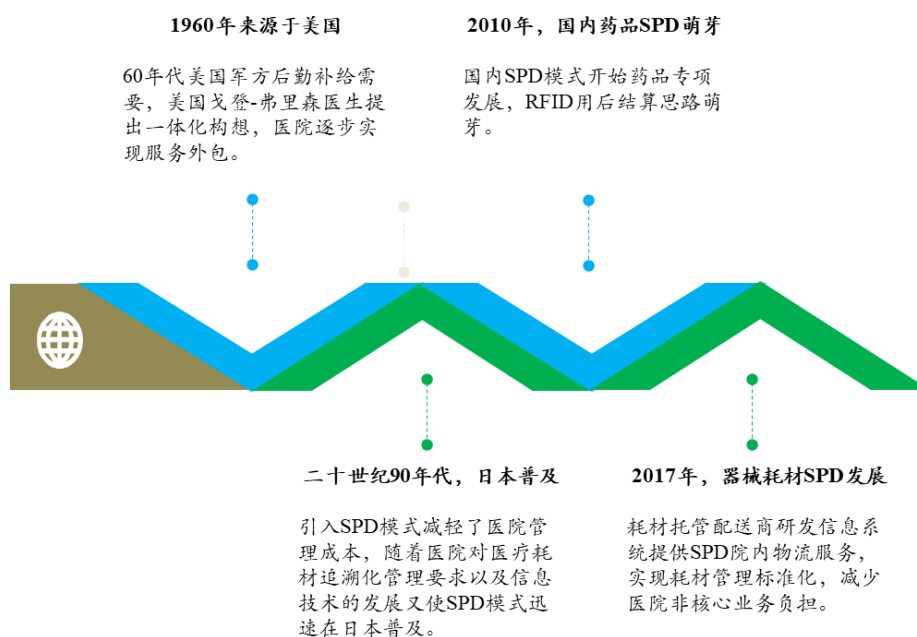 1960年来源于美国
60年代美国军方后勤补给需
要，美国戈登-弗里森医生提
出一体化构想，医院逐步实
现服务外包。
2010年，国内药品SPD萌芽
国内SPD模式开始药品专项
发展，RFID用后结算思路萌
芽。
二十世纪90年代，日本普及
引入SPD模式减轻了医院管
理成本，随着医院对医疗耗
材追溯化管理要求以及信息
技术的发展又使SPD模式迅
速在日本普及。
2017年，器械耗材SPD发展
耗材托管配送商研发信息系
统提供SPD院内物流服务，
实现耗材管理标准化，减少
医院非核心业务负担。